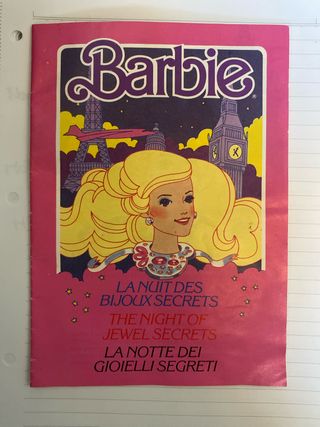 Barbie
LA NUIT DES
BIJOUX SECRETS
THE NIGHT OF
JEWEL SECRETS
LA NOTTE DEI
GIOIELLI SEGRETI